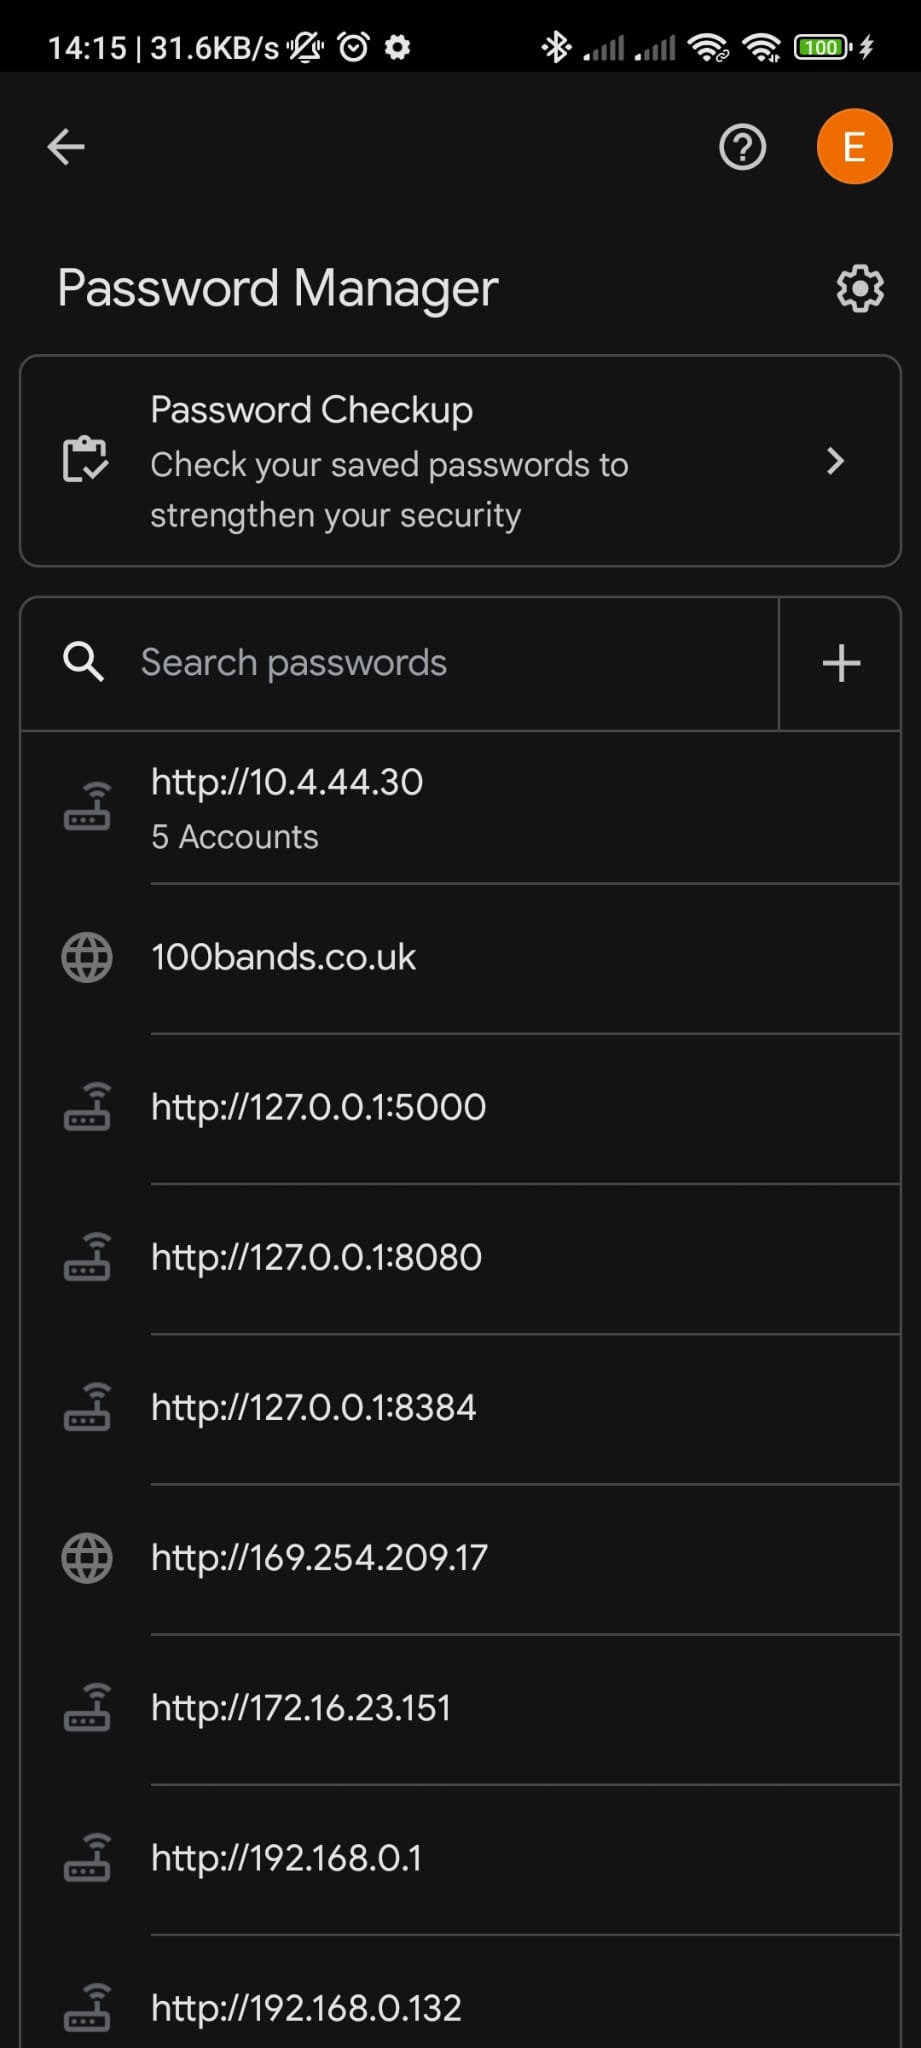 14:15 | 31.6KB/s
100
E
Password Manager
Password Checkup
Check your saved passwords to
strengthen your security
Search passwords
http://10.4.44.30
5 Accounts
100bands.co.uk
http://127.0.0.1:5000
http://127.0.0.1:8080
http://127.0.0.1:8384
http://169.254.209.17
http://172.16.23.151
http://192.168.0.1
http://192.168.0.132